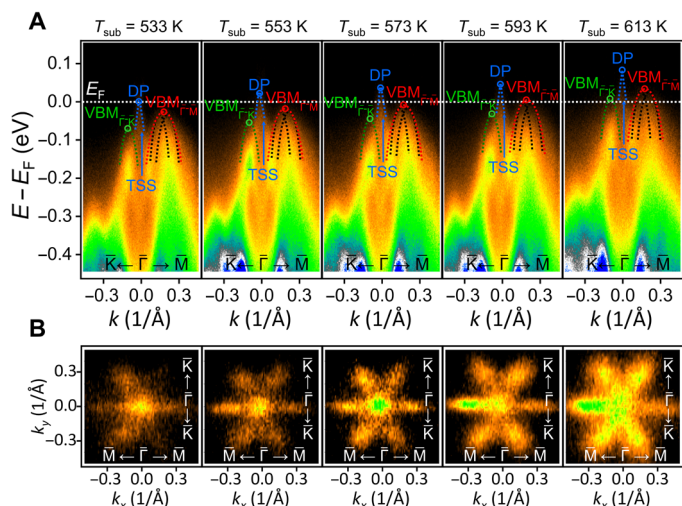 A
T_sub = 533 K T_sub = 553 K T_sub = 573 K T_sub = 593 K T_sub = 613 K
E − E_F (eV)
0.1
0.0
−0.1
−0.2
−0.3
−0.4
E_F
DP
VBM_Γ̅K̅
VBM_Γ̅M̅
TSS
K̅ ← Γ̅ → M̅
DP
VBM_Γ̅K̅
VBM_Γ̅M̅
TSS
K̅ ← Γ̅ → M̅
DP
VBM_Γ̅K̅
VBM_Γ̅M̅
TSS
K̅ ← Γ̅ → M̅
DP
VBM_Γ̅K̅
VBM_Γ̅M̅
TSS
K̅ ← Γ̅ → M̅
DP
VBM_Γ̅K̅
VBM_Γ̅M̅
TSS
K̅ ← Γ̅ → M̅
−0.3 0.0 0.3 −0.3 0.0 0.3 −0.3 0.0 0.3 −0.3 0.0 0.3 −0.3 0.0 0.3
k (1/Å) k (1/Å) k (1/Å) k (1/Å) k (1/Å)
B
k_y (1/Å)
0.3
0.0
−0.3
K̅ ← Γ̅ → K̅
M̅ ← Γ̅ → M̅
K̅ ← Γ̅ → K̅
M̅ ← Γ̅ → M̅
K̅ ← Γ̅ → K̅
M̅ ← Γ̅ → M̅
K̅ ← Γ̅ → K̅
M̅ ← Γ̅ → M̅
K̅ ← Γ̅ → K̅
M̅ ← Γ̅ → M̅
−0.3 0.0 0.3 −0.3 0.0 0.3 −0.3 0.0 0.3 −0.3 0.0 0.3 −0.3 0.0 0.3
k_x (1/Å) k_x (1/Å) k_x (1/Å) k_x (1/Å) k_x (1/Å)